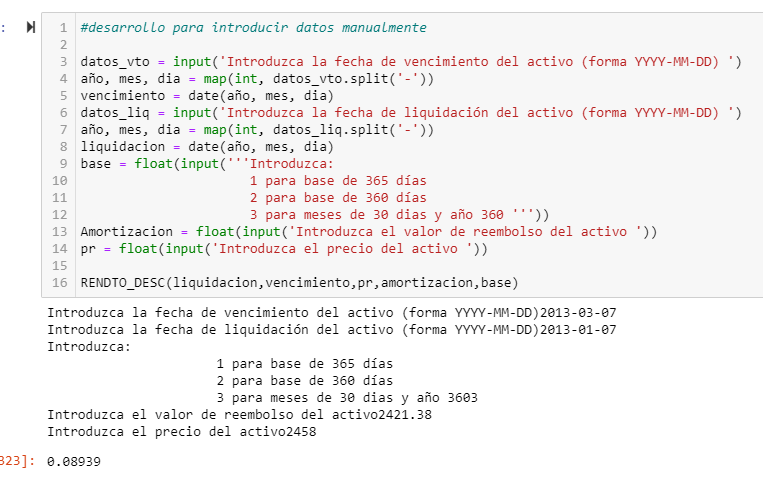 :
1 #desarrollo para introducir datos manualmente
2
3 datos_vto = input('Introduzca la fecha de vencimiento del activo (forma YYYY-MM-DD) ')
4 año, mes, dia = map(int, datos_vto.split('-'))
5 vencimiento = date(año, mes, dia)
6 datos_liq = input('Introduzca la fecha de liquidación del activo (forma YYYY-MM-DD) ')
7 año, mes, dia = map(int, datos_liq.split('-'))
8 liquidacion = date(año, mes, dia)
9 base = float(input('''Introduzca:
10 1 para base de 365 días
11 2 para base de 360 días
12 3 para meses de 30 dias y año 360 '''))
13 Amortizacion = float(input('Introduzca el valor de reembolso del activo '))
14 pr = float(input('Introduzca el precio del activo '))
15
16 RENDTO_DESC(liquidacion,vencimiento,pr,amortizacion,base)
Introduzca la fecha de vencimiento del activo (forma YYYY-MM-DD)2013-03-07
Introduzca la fecha de liquidación del activo (forma YYYY-MM-DD)2013-01-07
Introduzca:
1 para base de 365 días
2 para base de 360 días
3 para meses de 30 dias y año 3603
Introduzca el valor de reembolso del activo2421.38
Introduzca el precio del activo2458
323]: 0.08939